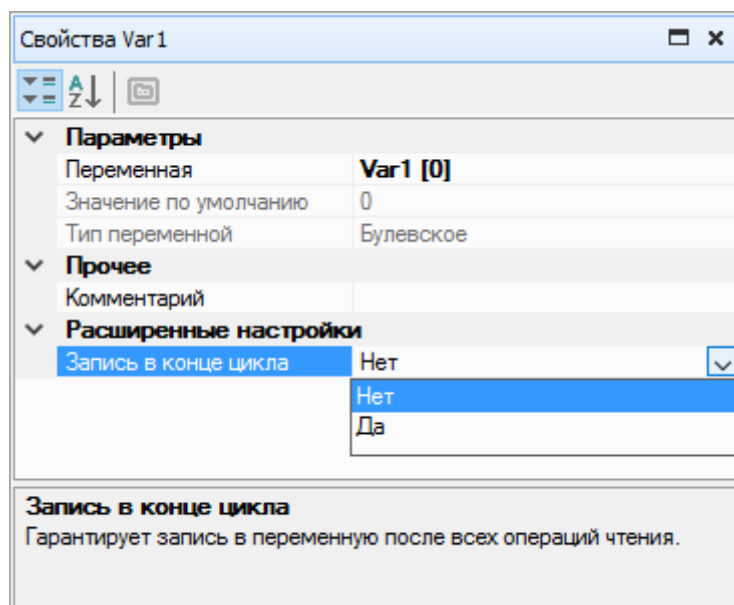 Свойства Var1
Параметры
Переменная Var1 [0]
Значение по умолчанию 0
Тип переменной Булевское
Прочее
Комментарий
Расширенные настройки
Запись в конце цикла Нет
Нет
Да
Запись в конце цикла
Гарантирует запись в переменную после всех операций чтения.